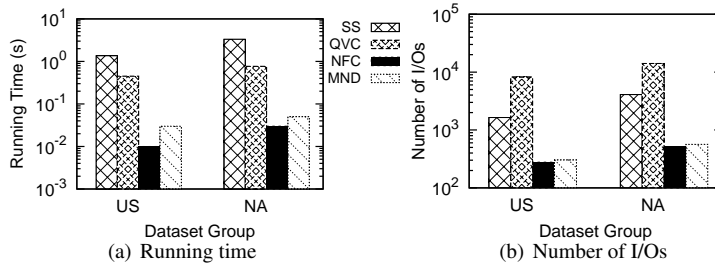 Running Time (s)
10^1
10^0
10^-1
10^-2
10^-3
US
NA
Dataset Group
(a) Running time
SS
QVC
NFC
MND
Number of I/Os
10^5
10^4
10^3
10^2
US
NA
Dataset Group
(b) Number of I/Os